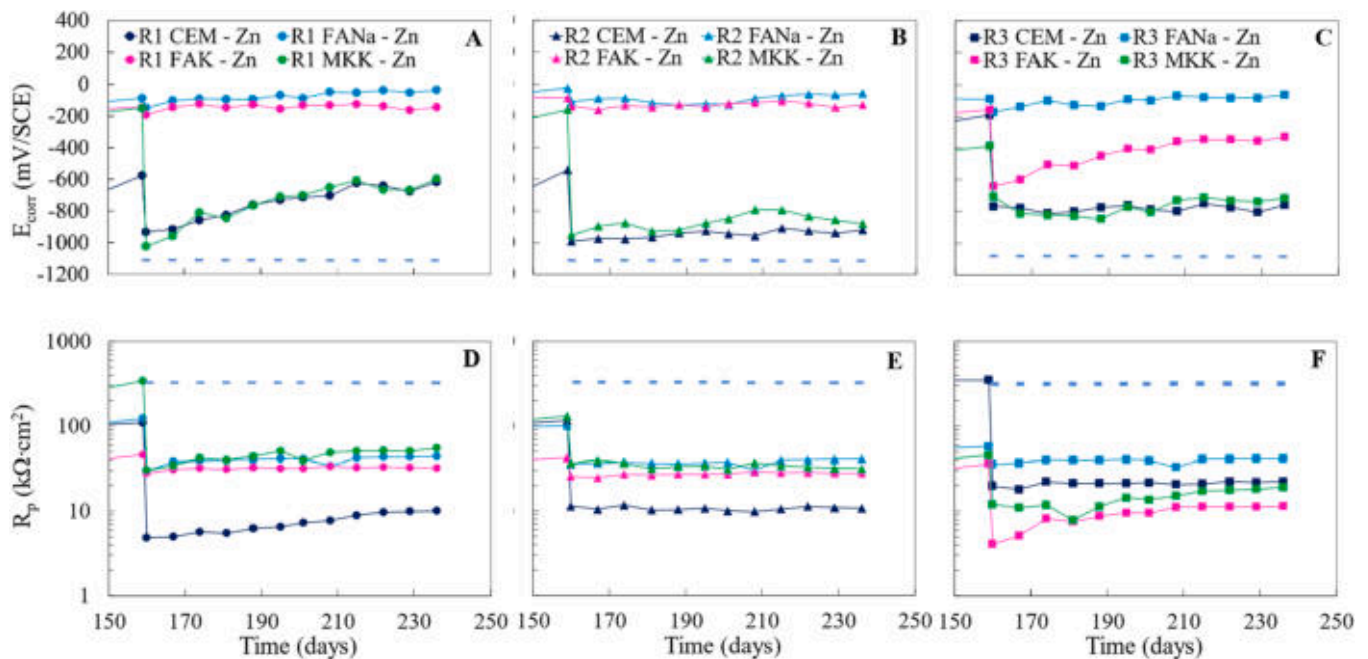 400
200
0
-200
-400
-600
-800
-1000
-1200
E_corr (mV/SCE)
R1 CEM - Zn R1 FANa - Zn
R1 FAK - Zn R1 MKK - Zn
A
R2 CEM - Zn R2 FANa - Zn
R2 FAK - Zn R2 MKK - Zn
B
R3 CEM - Zn R3 FANa - Zn
R3 FAK - Zn R3 MKK - Zn
C
1000
100
10
1
R_p (kΩ·cm²)
D
E
F
150 170 190 210 230 250
Time (days)
150 170 190 210 230 250
Time (days)
150 170 190 210 230 250
Time (days)